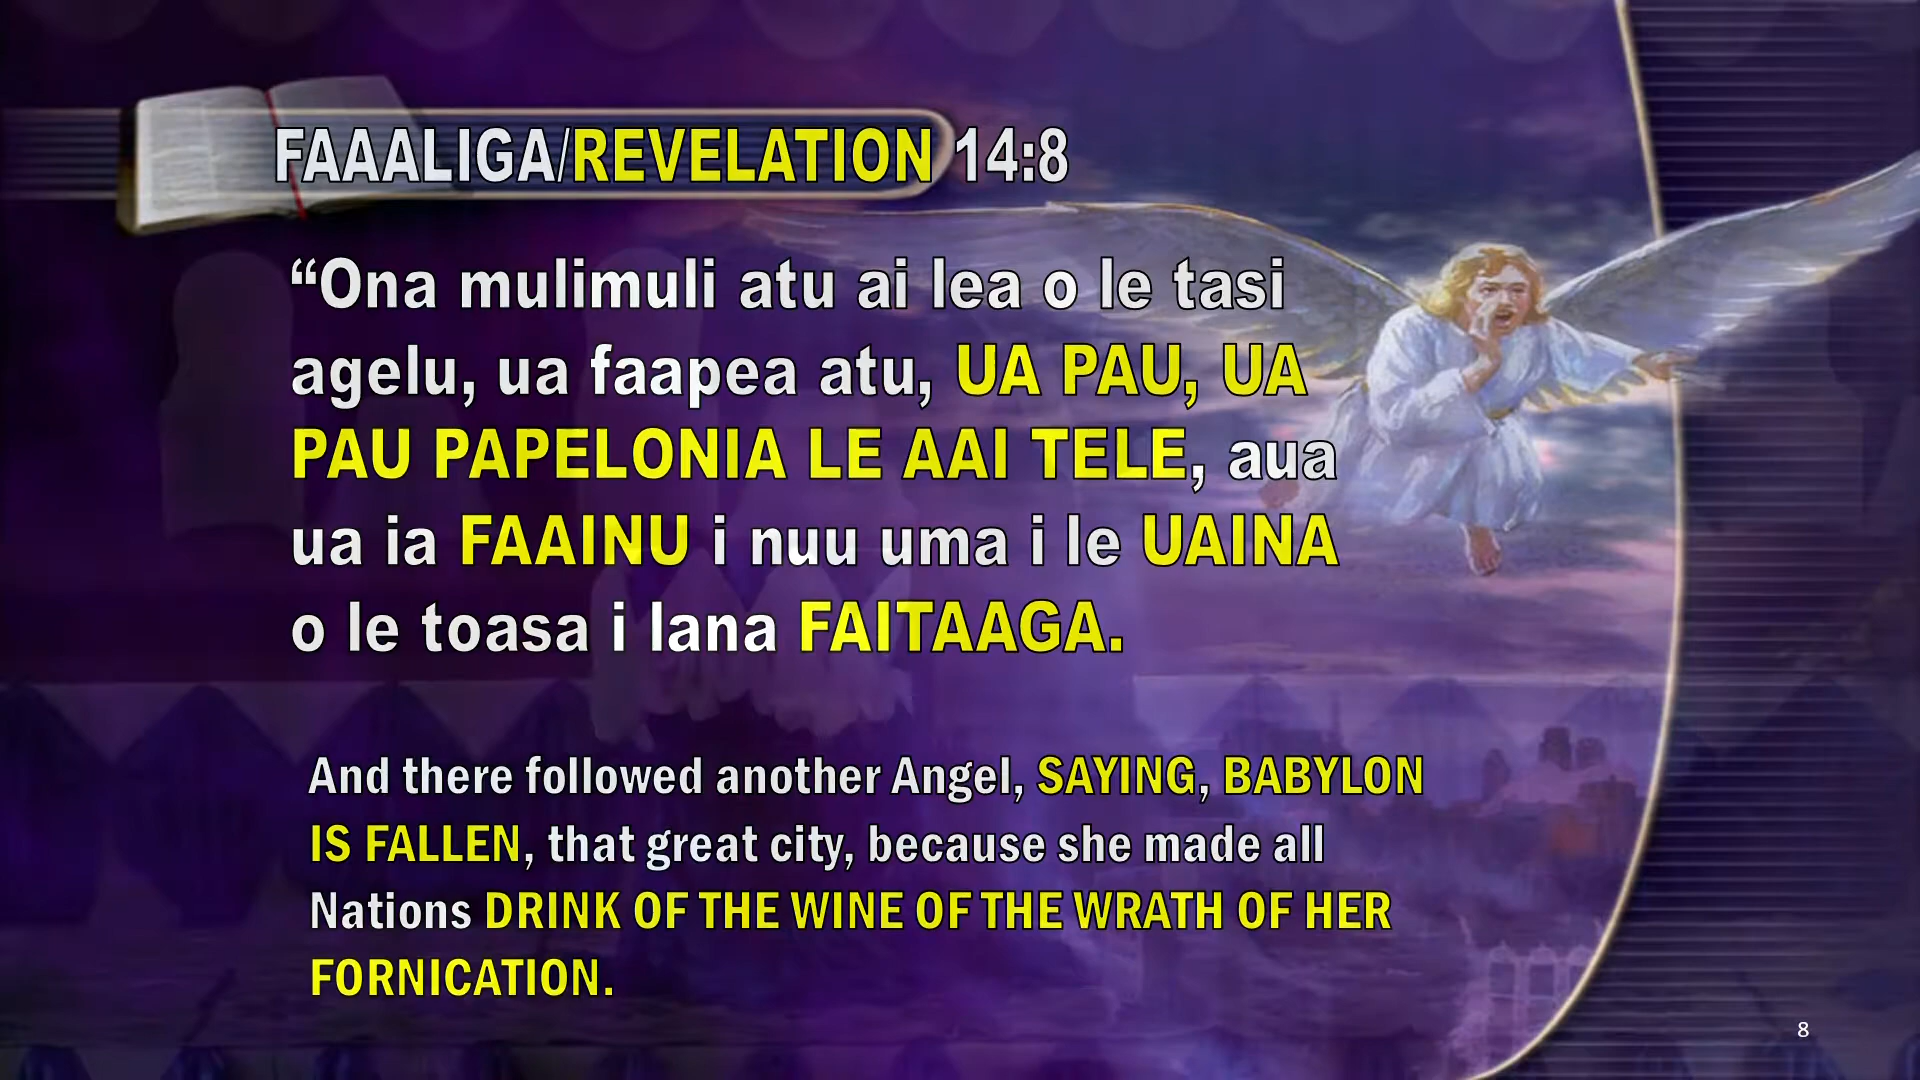 FAAALIGA/REVELATION 14:8
“Ona mulimuli atu ai lea o le tasi
agelu, ua faapea atu, UA PAU, UA
PAU PAPELONIA LE AAI TELE, aua
ua ia FAAINU i nuu uma i le UAINA
o le toasa i lana FAITAAGA.
And there followed another Angel, SAYING, BABYLON
IS FALLEN, that great city, because she made all
Nations DRINK OF THE WINE OF THE WRATH OF HER
FORNICATION.
8